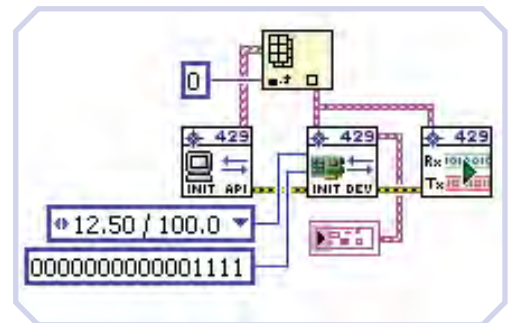 0
429 429 429
INIT API INIT DEV Rx
Tx
12.50 / 100.0
0000000000001111